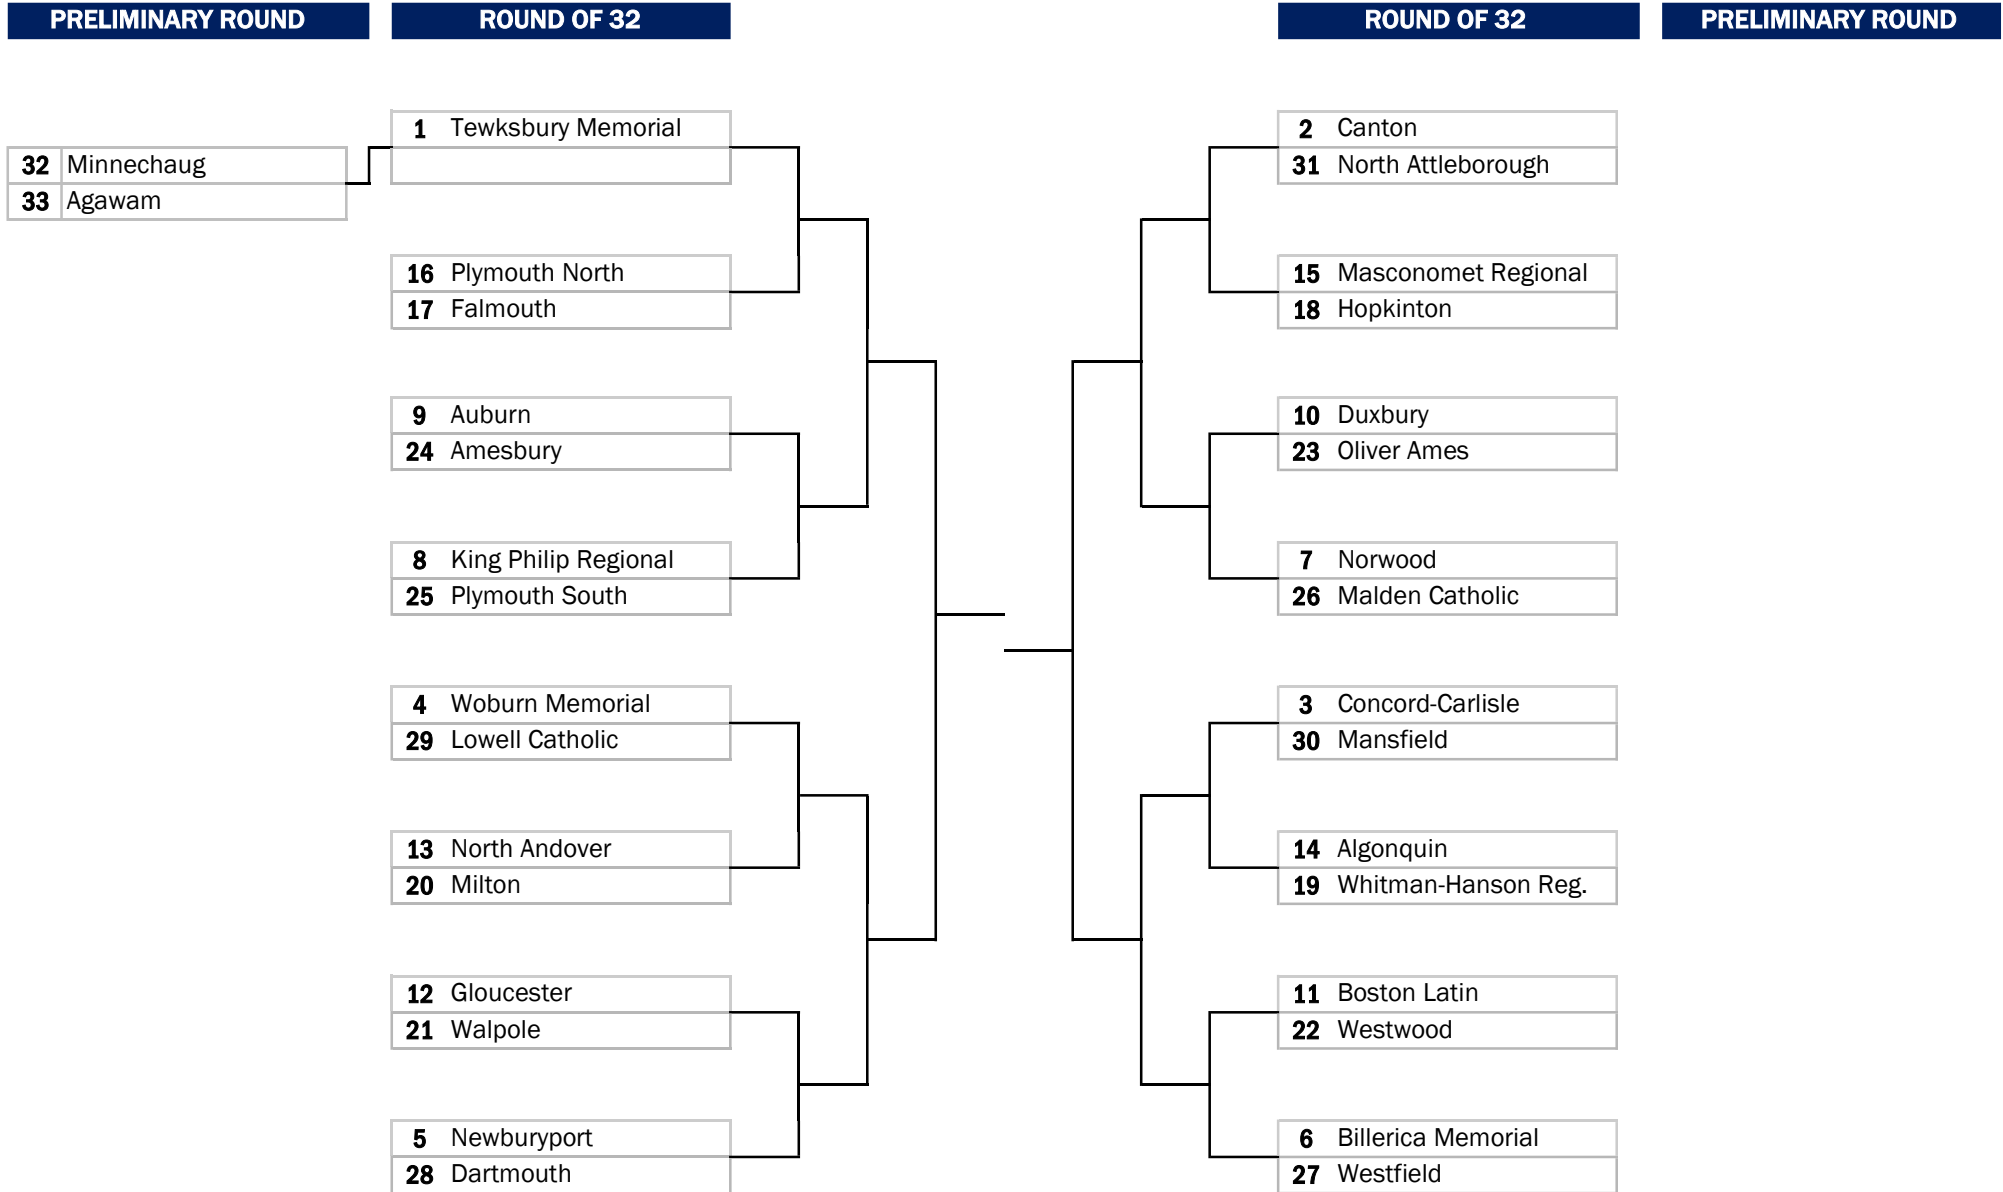 PRELIMINARY ROUND
ROUND OF 32
ROUND OF 32
PRELIMINARY ROUND
32 Minnechaug
33 Agawam
1 Tewksbury Memorial
16 Plymouth North
17 Falmouth
9 Auburn
24 Amesbury
8 King Philip Regional
25 Plymouth South
4 Woburn Memorial
29 Lowell Catholic
13 North Andover
20 Milton
12 Gloucester
21 Walpole
5 Newburyport
28 Dartmouth
2 Canton
31 North Attleborough
15 Masconomet Regional
18 Hopkinton
10 Duxbury
23 Oliver Ames
7 Norwood
26 Malden Catholic
3 Concord-Carlisle
30 Mansfield
14 Algonquin
19 Whitman-Hanson Reg.
11 Boston Latin
22 Westwood
6 Billerica Memorial
27 Westfield